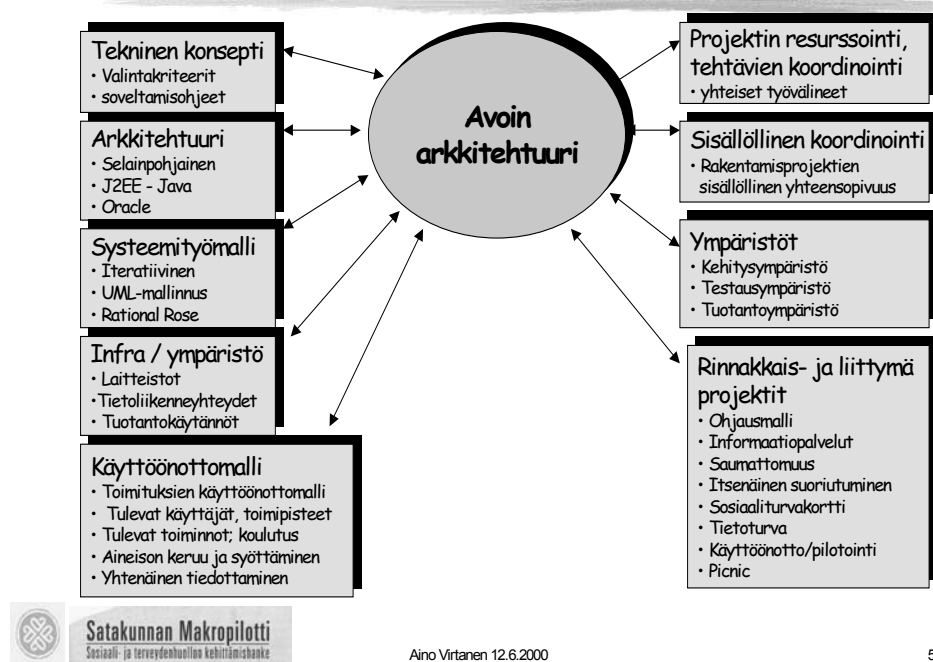 Tekninen konsepti
• Valintakriteerit
• soveltamisohjeet
Arkkitehtuuri
• Selainpohjainen
• J2EE - Java
• Oracle
Systeemityömalli
• Iteratiivinen
• UML-mallinnus
• Rational Rose
Infra / ympäristö
• Laitteistot
•Tietoliikenneyhteydet
• Tuotantokäytännöt
Käyttöönottomalli
• Toimituksien käyttöönottomalli
• Tulevat käyttäjät, toimipisteet
• Tulevat toiminnot; koulutus
• Aineison keruu ja syöttäminen
• Yhtenäinen tiedottaminen
Avoin
arkkitehtuuri
Projektin resurssointi,
tehtävien koordinointi
• yhteiset työvälineet
Sisällöllinen koordinointi
• Rakentamisprojektien
sisällöllinen yhteensopivuus
Ympäristöt
• Kehitysympäristö
• Testausympäristö
• Tuotantoympäristö
Rinnakkais- ja liittymä
projektit
• Ohjausmalli
• Informaatiopalvelut
• Saumattomuus
• Itsenäinen suoriutuminen
• Sosiaaliturvakortti
• Tietoturva
• Käyttöönotto/pilotointi
• Picnic
Satakunnan Makropilotti
Sosiaali- ja terveydenhuollon kehittämishanke
Aino Virtanen 12.6.2000
5